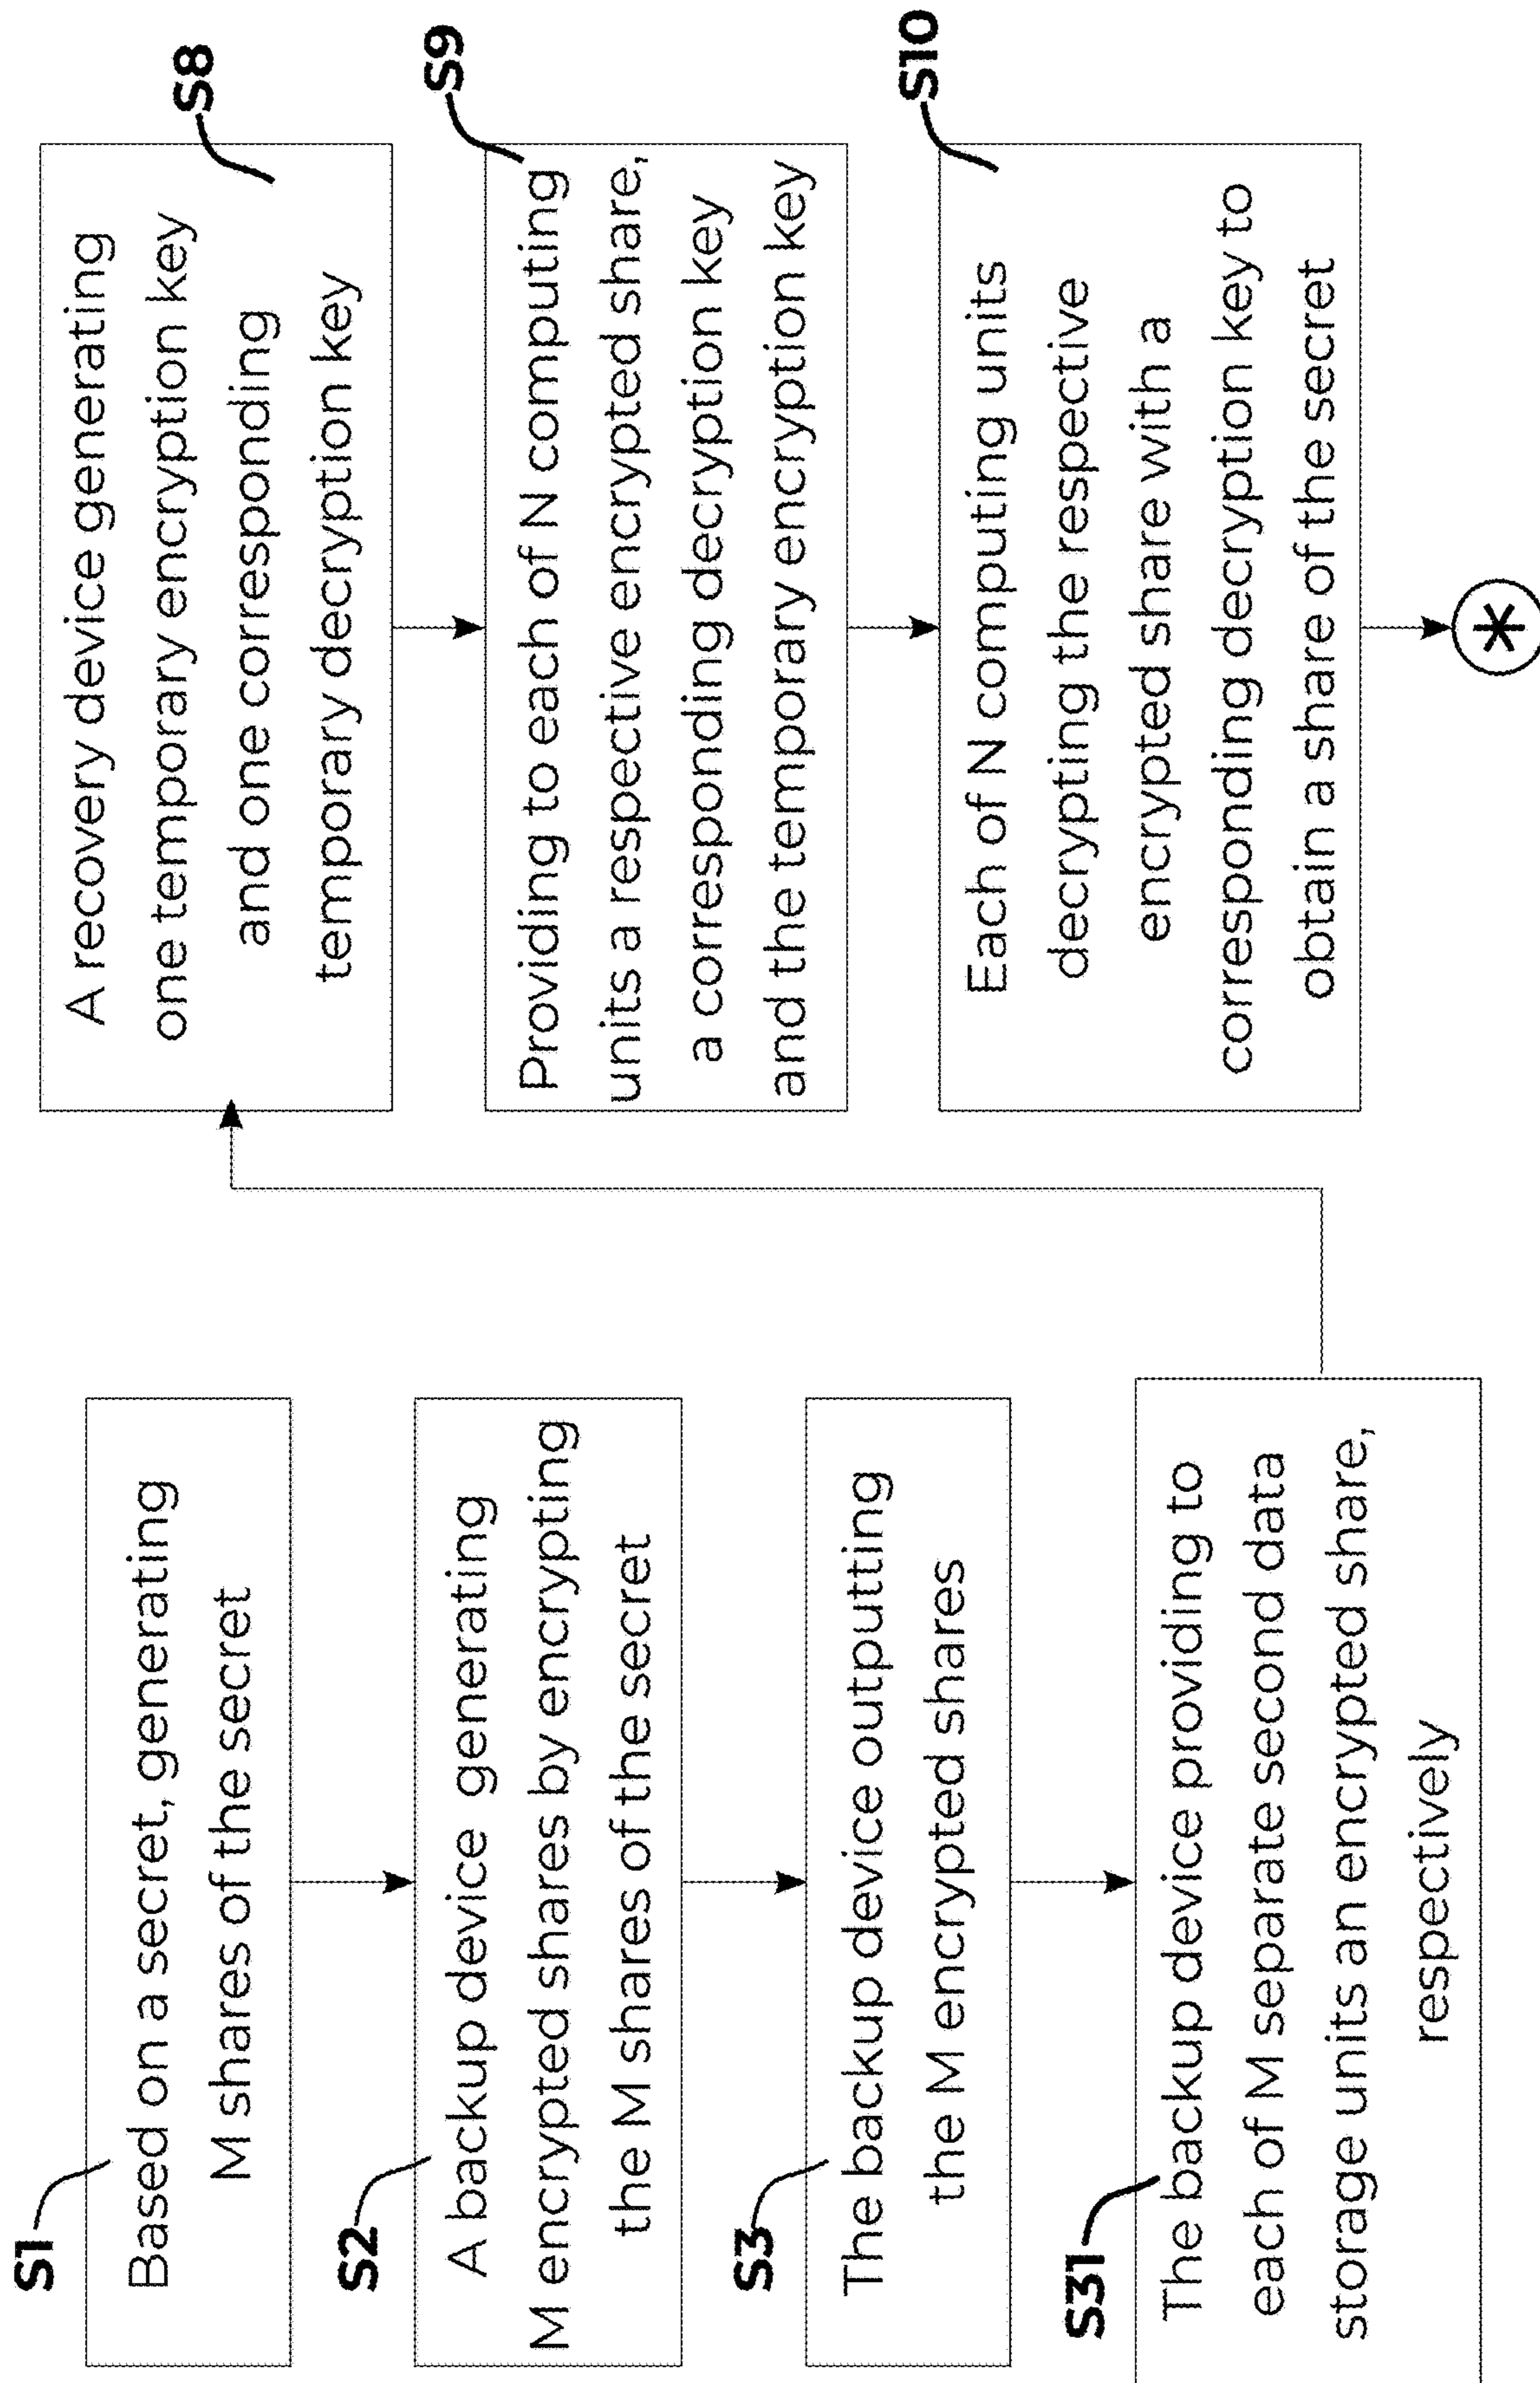 S1
Based on a secret, generating
M shares of the secret
S2
A backup device generating
M encrypted shares by encrypting
the M shares of the secret
S3
The backup device outputting
the M encrypted shares
S31
The backup device providing to
each of M separate second data
storage units an encrypted share,
respectively
S8
A recovery device generating
one temporary encryption key
and one corresponding
temporary decryption key
S9
Providing to each of N computing
units a respective encrypted share,
a corresponding decryption key
and the temporary encryption key
S10
Each of N computing units
decrypting the respective
encrypted share with a
corresponding decryption key to
obtain a share of the secret
*